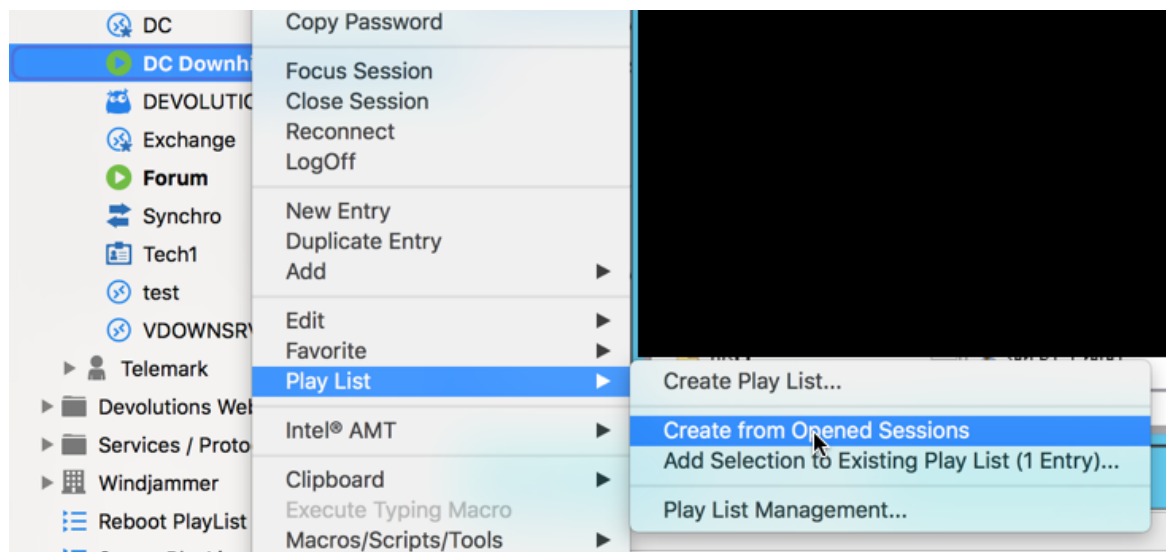 DC
DC Downhi
DEVOLUTIC
Exchange
Forum
Synchro
Tech1
test
VDOWNSRV
Telemark
Devolutions Web
Services / Proto
Windjammer
Reboot PlayList
Copy Password
Focus Session
Close Session
Reconnect
LogOff
New Entry
Duplicate Entry
Add
Edit
Favorite
Play List
Intel® AMT
Clipboard
Execute Typing Macro
Macros/Scripts/Tools
Create Play List...
Create from Opened Sessions
Add Selection to Existing Play List (1 Entry)...
Play List Management...